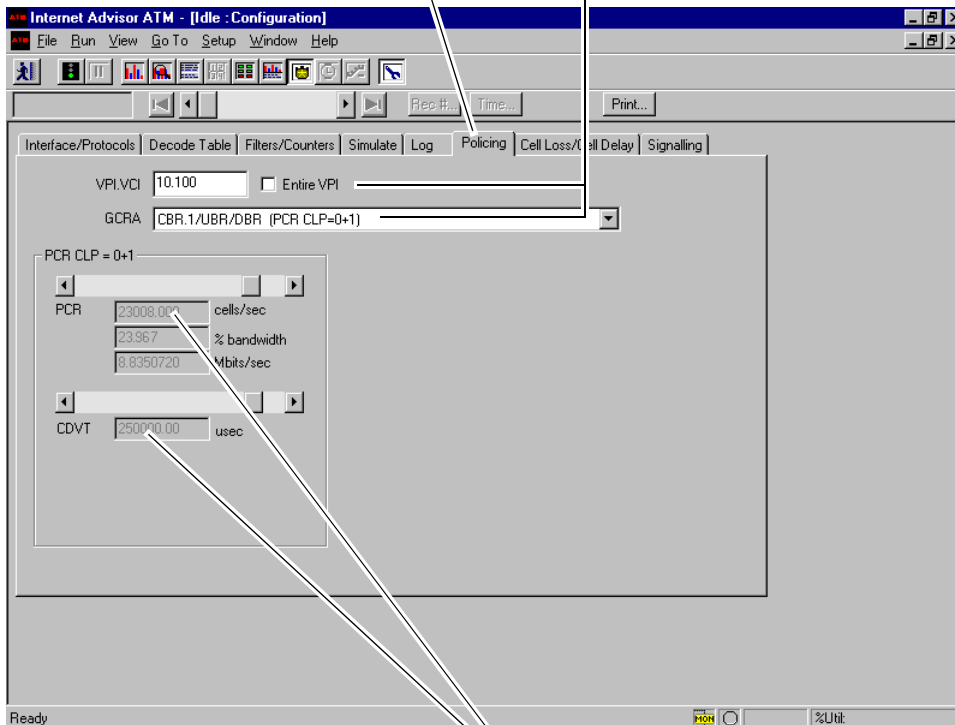 Internet Advisor ATM - [Idle : Configuration]
File Run View Go To Setup Window Help
Rec #... Time... Print...
Interface/Protocols Decode Table Filters/Counters Simulate Log Policing Cell Loss/Cell Delay Signalling
VPI.VCI 10.100 Entire VPI
GCRA CBR.1/UBR/DBR (PCR CLP=0+1)
PCR CLP = 0+1
PCR 23008.000 cells/sec
23.967 % bandwidth
8.8350720 Mbits/sec
CDVT 250000.00 usec
Ready MON %Util: